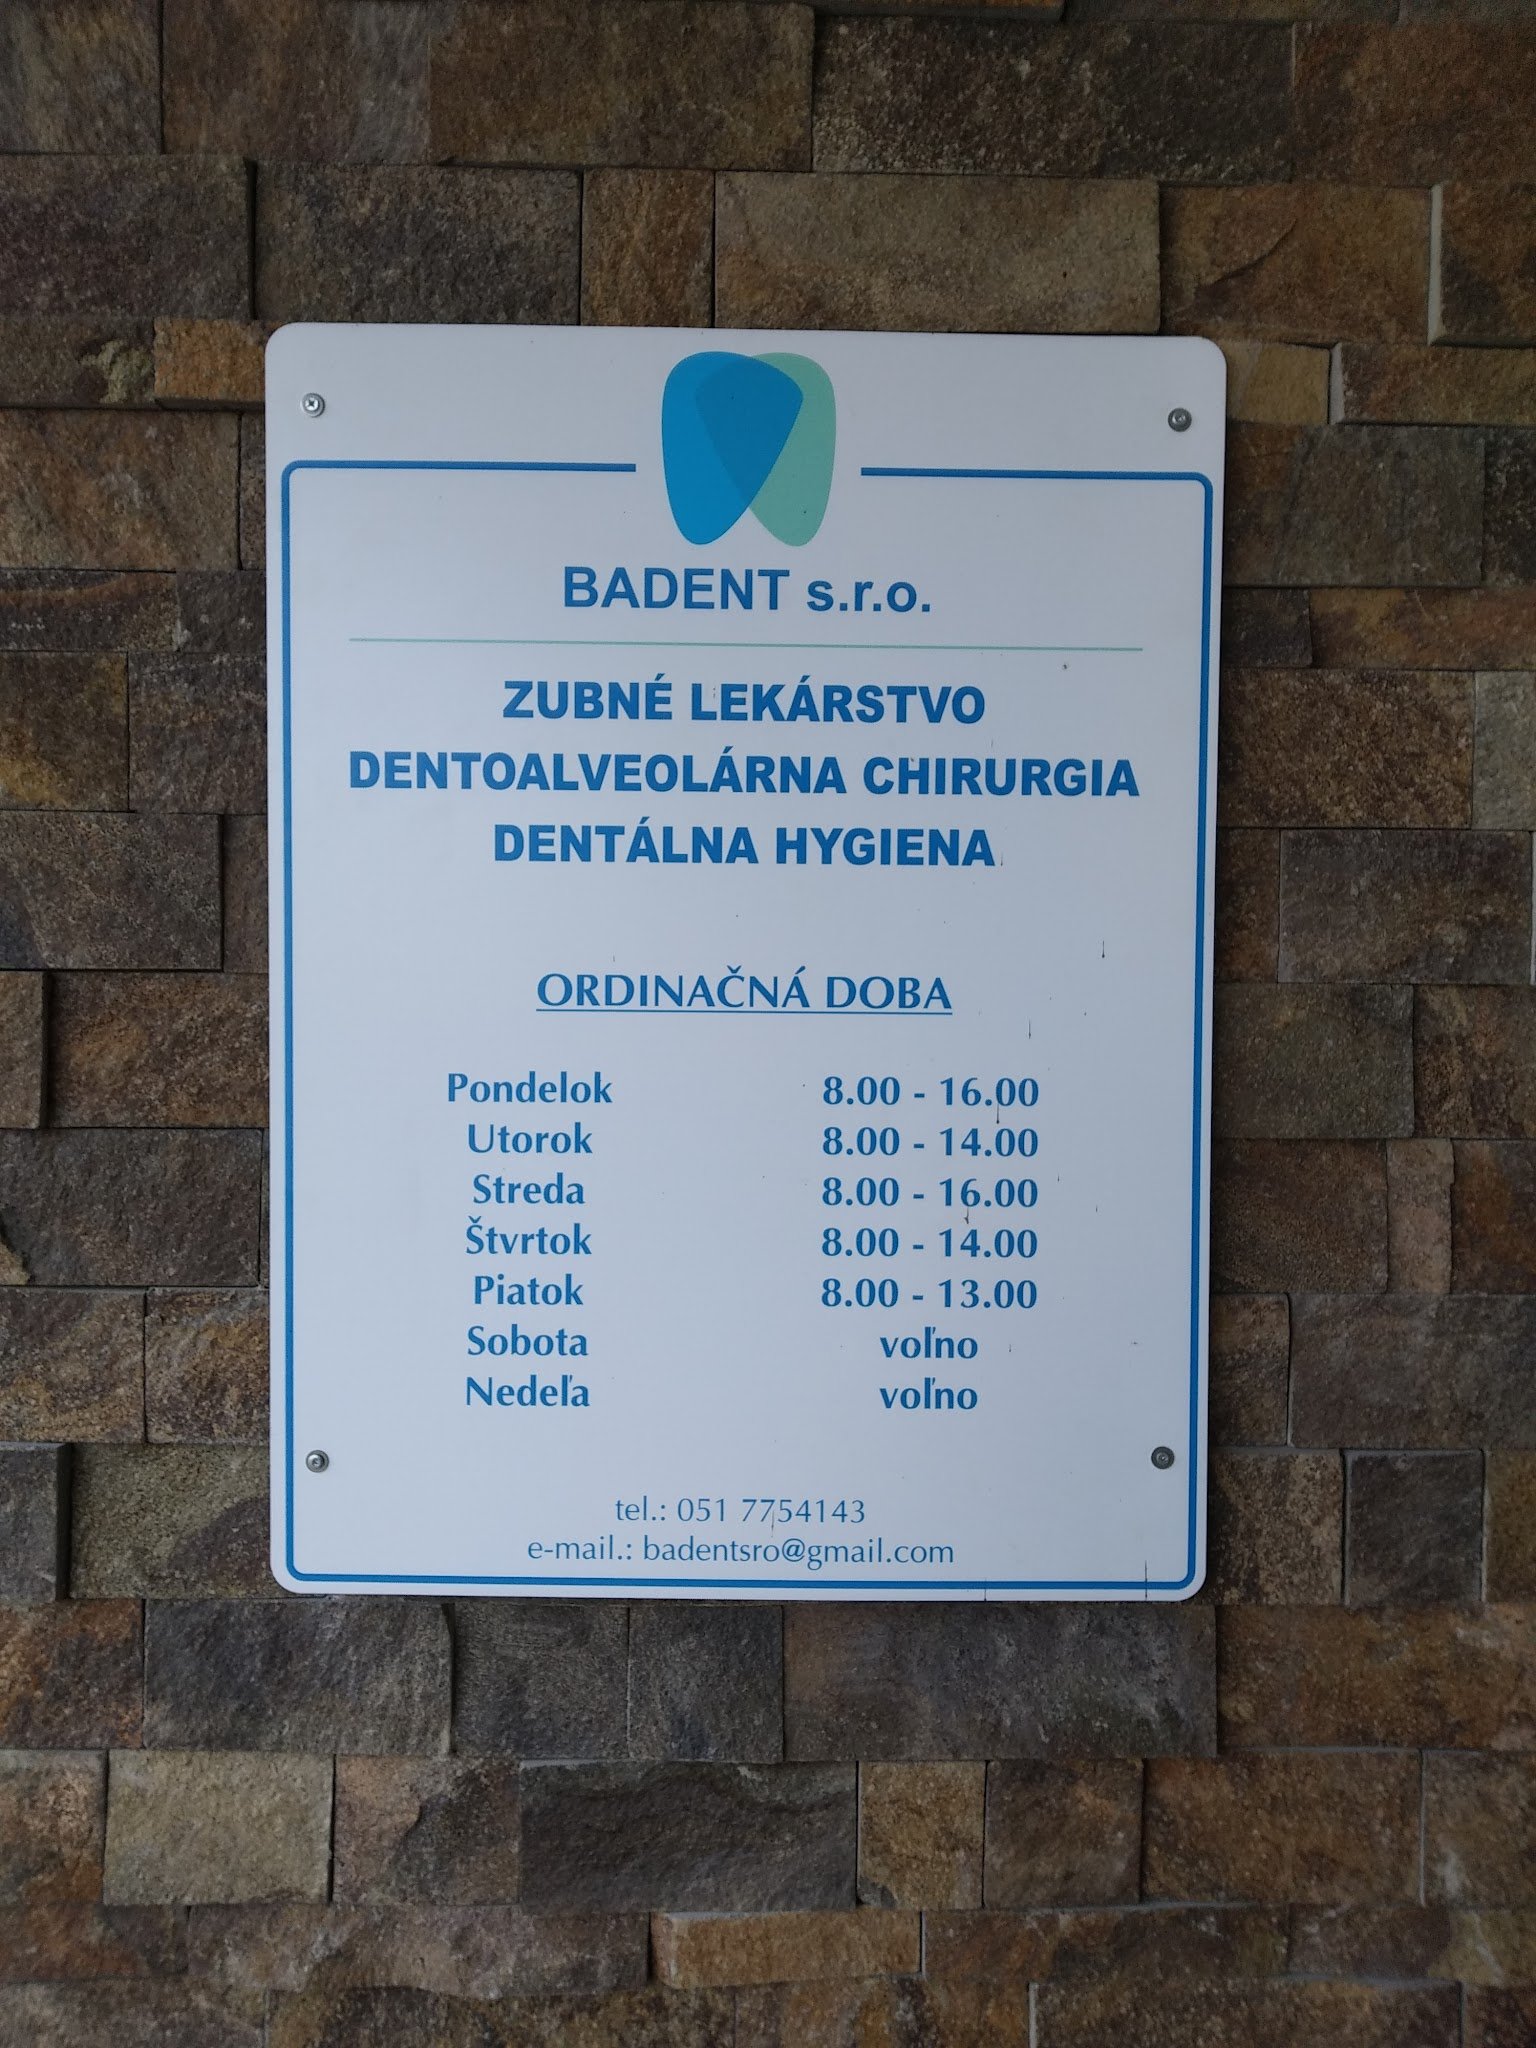 BADENT s.r.o.
ZUBNÉ LEKÁRSTVO
DENTOALVEOLÁRNA CHIRURGIA
DENTÁLNA HYGIENA
ORDINAČNÁ DOBA
Pondelok 8.00 - 16.00
Utorok 8.00 - 14.00
Streda 8.00 - 16.00
Štvrtok 8.00 - 14.00
Piatok 8.00 - 13.00
Sobota voľno
Nedeľa voľno
tel.: 051 7754143
e-mail.: badentsro@gmail.com